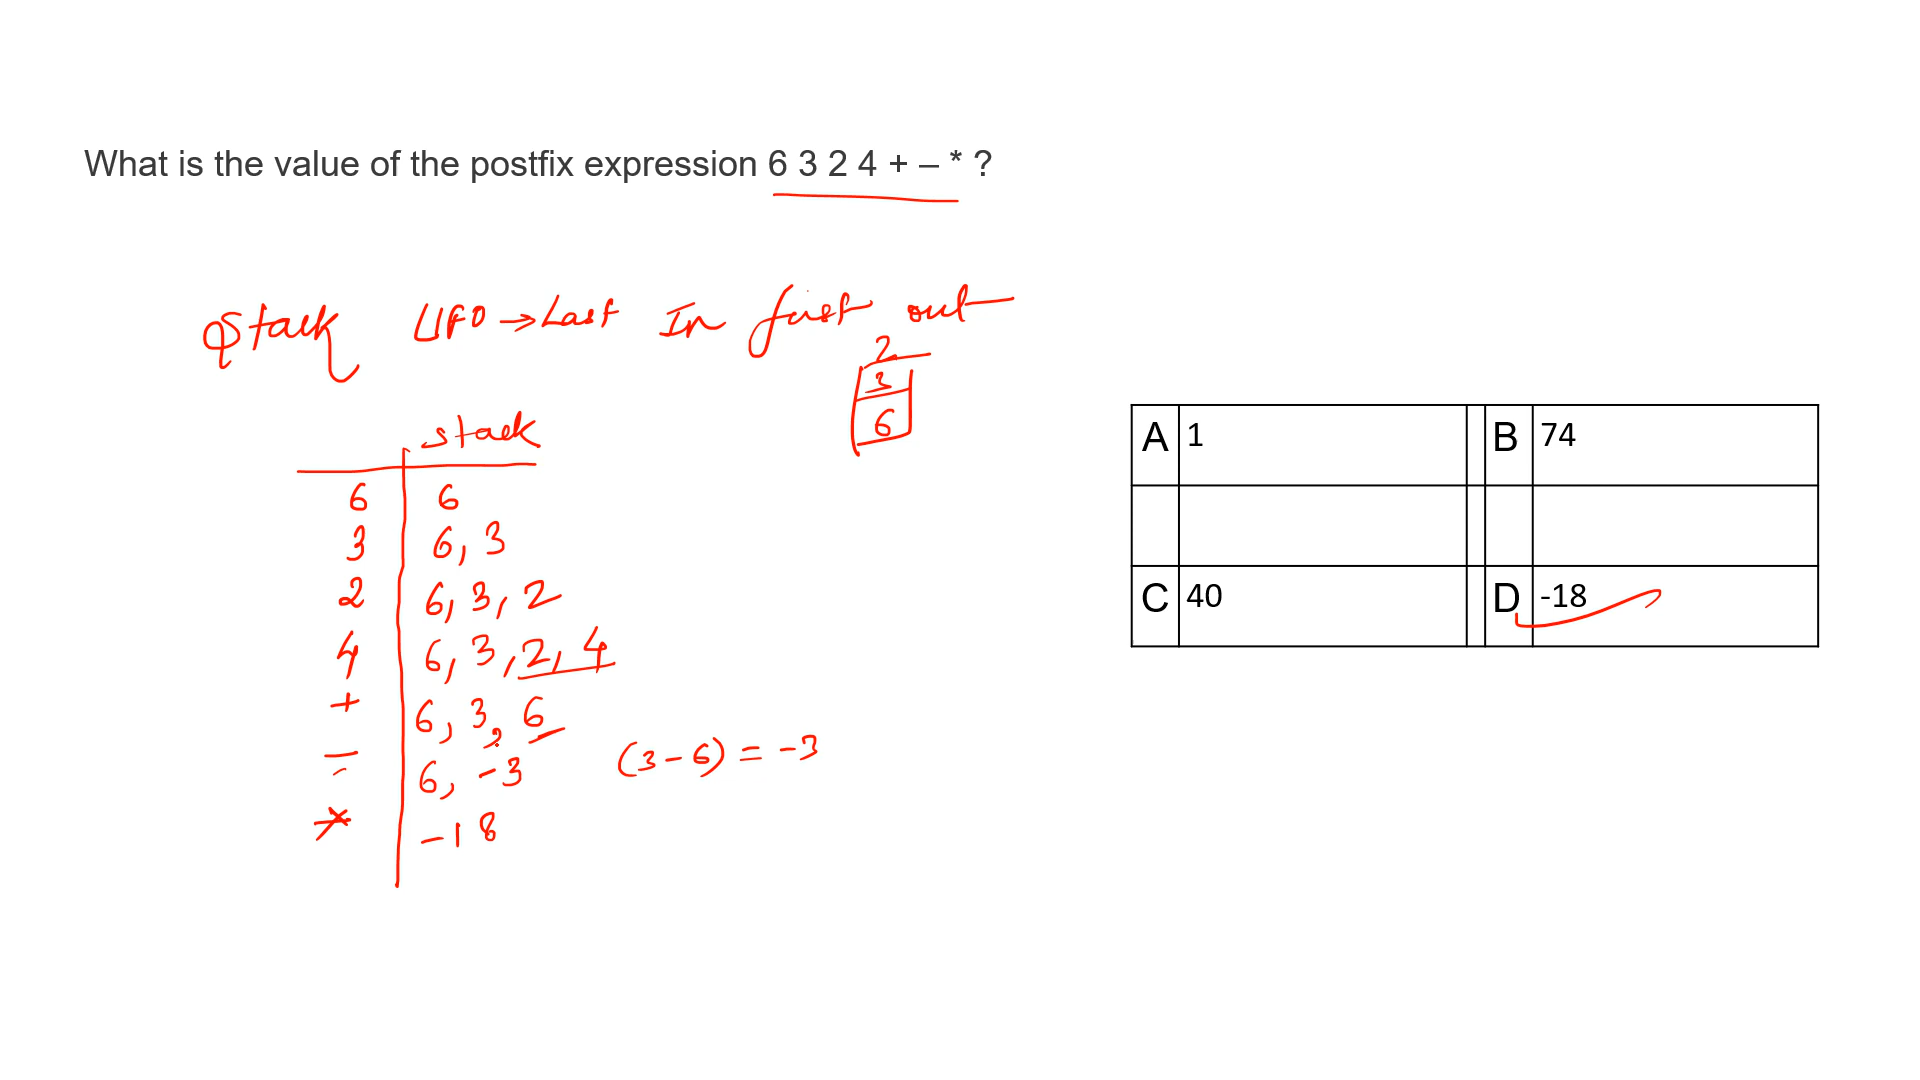 What is the value of the postfix expression 6 3 2 4 + – * ?
Stack LIFO → Last In first out
2
3
6
stack
6 6
3 6, 3
2 6, 3, 2
4 6, 3, 2, 4
+ 6, 3, 6
– 6, -3 (3 - 6) = -3
* -18
A 1 B 74
C 40 D -18